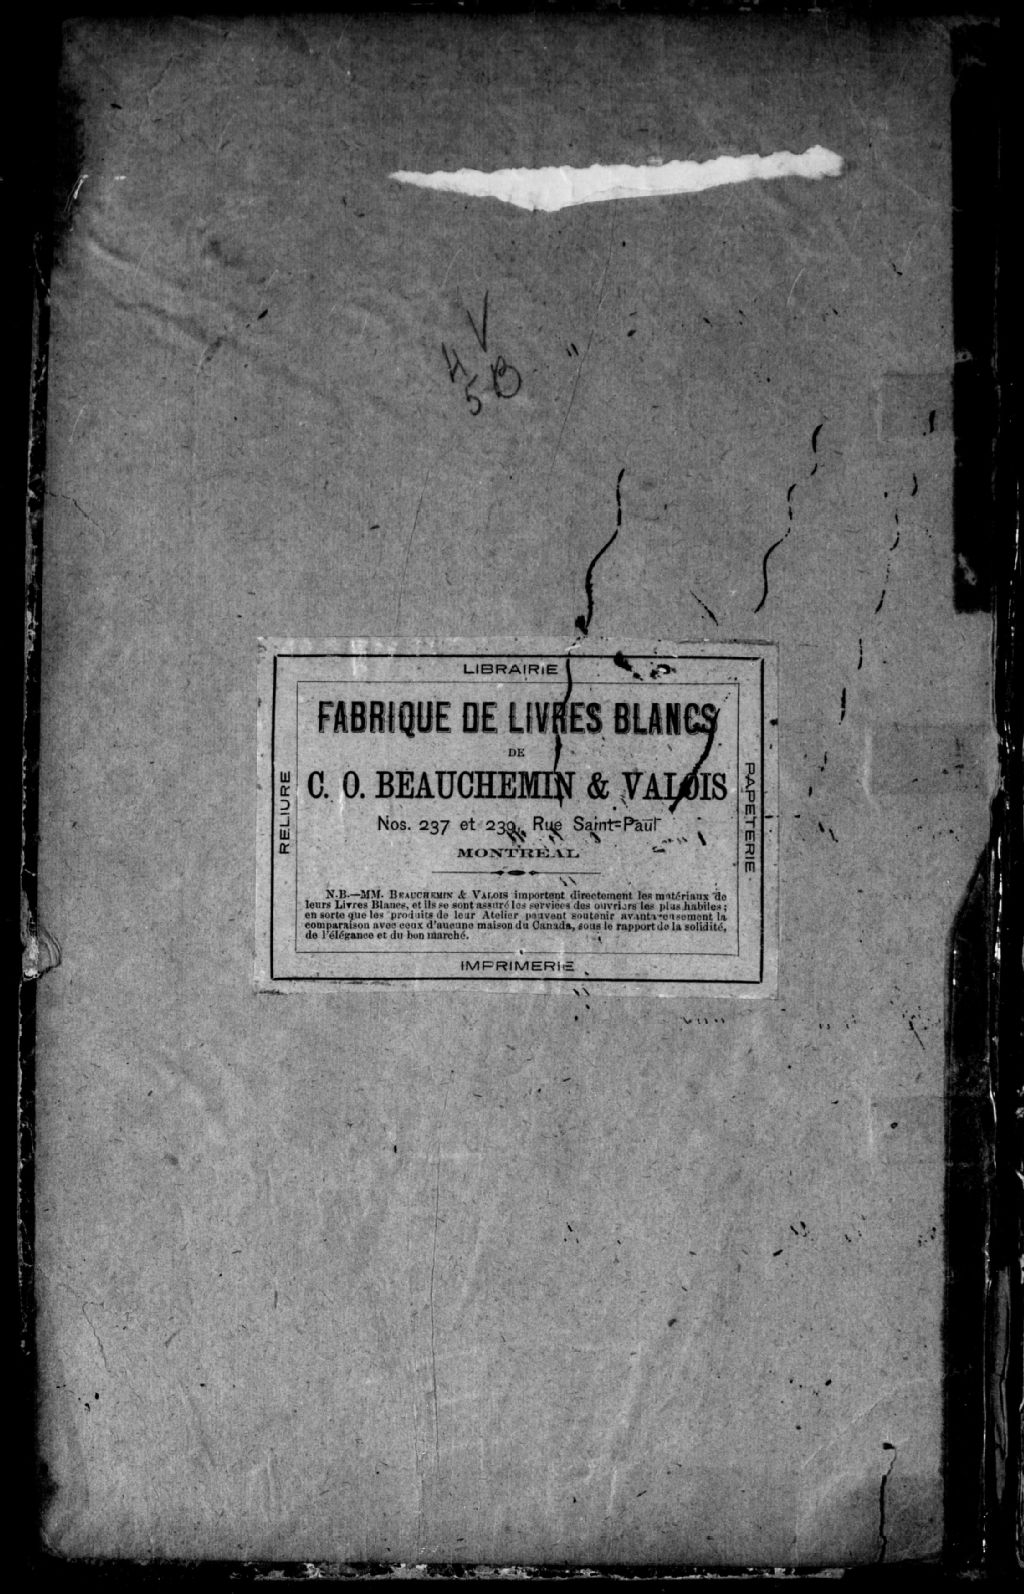 V
H B
5
LIBRAIRIE
FABRIQUE DE LIVRES BLANCS
DE
C. O. BEAUCHEMIN & VALOIS
Nos. 237 et 239, Rue Saint-Paul
MONTREAL
N.B.—MM. BEAUCHEMIN & VALOIS importent directement les matériaux de
leurs Livres Blancs, et ils se sont assuré les services des ouvriers les plus habiles;
en sorte que les produits de leur Atelier peuvent soutenir avantageusement la
comparaison avec ceux d'aucune maison du Canada, sous le rapport de la solidité,
de l'élégance et du bon marché.
RELIURE
PAPETERIE
IMPRIMERIE